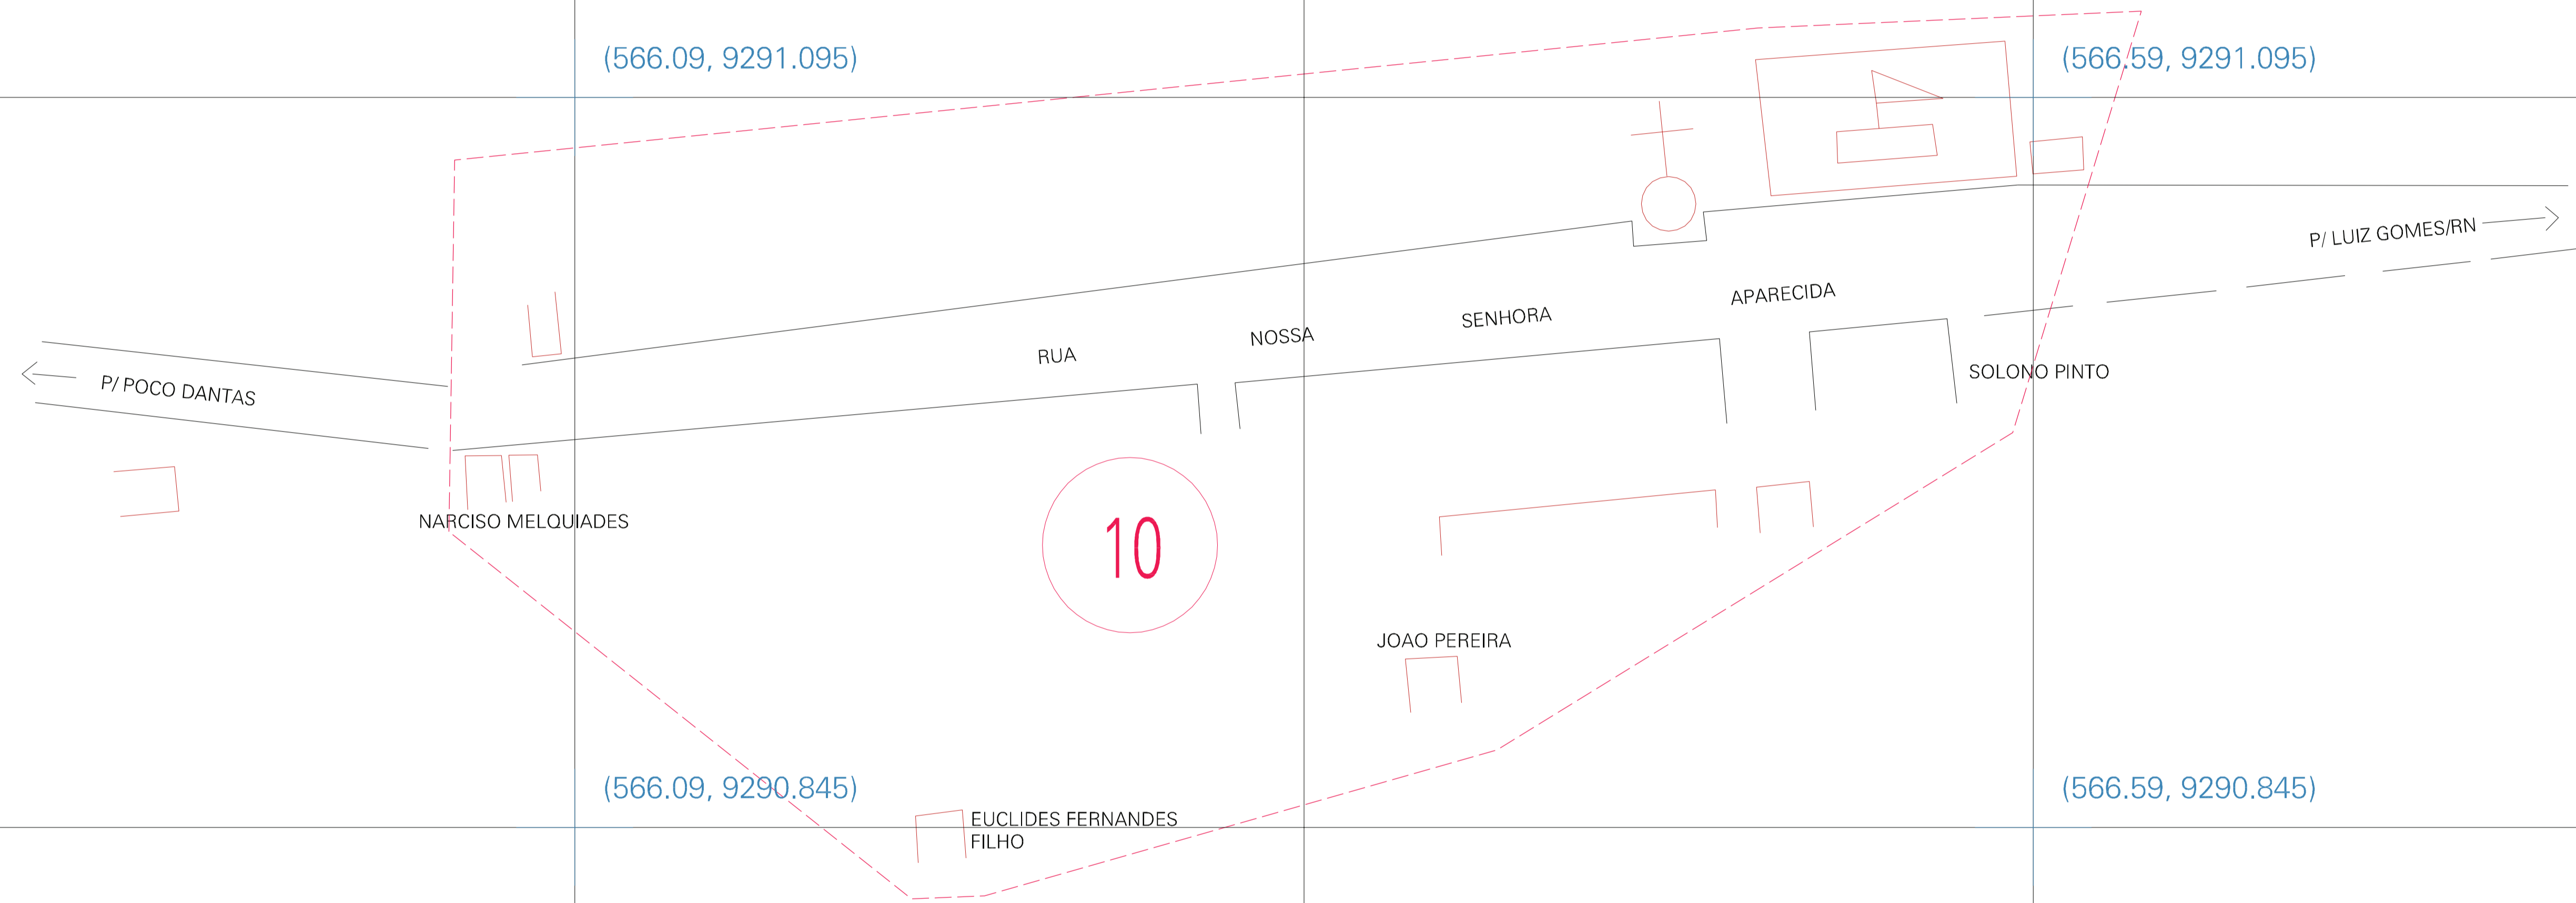 (566.09, 9291.095)
(566.59, 9291.095)
P/ LUIZ GOMES/RN
RUA NOSSA SENHORA APARECIDA
P/ POCO DANTAS
SOLONO PINTO
NARCISO MELQUIADES
10
JOAO PEREIRA
(566.09, 9290.845)
(566.59, 9290.845)
EUCLIDES FERNANDES
FILHO